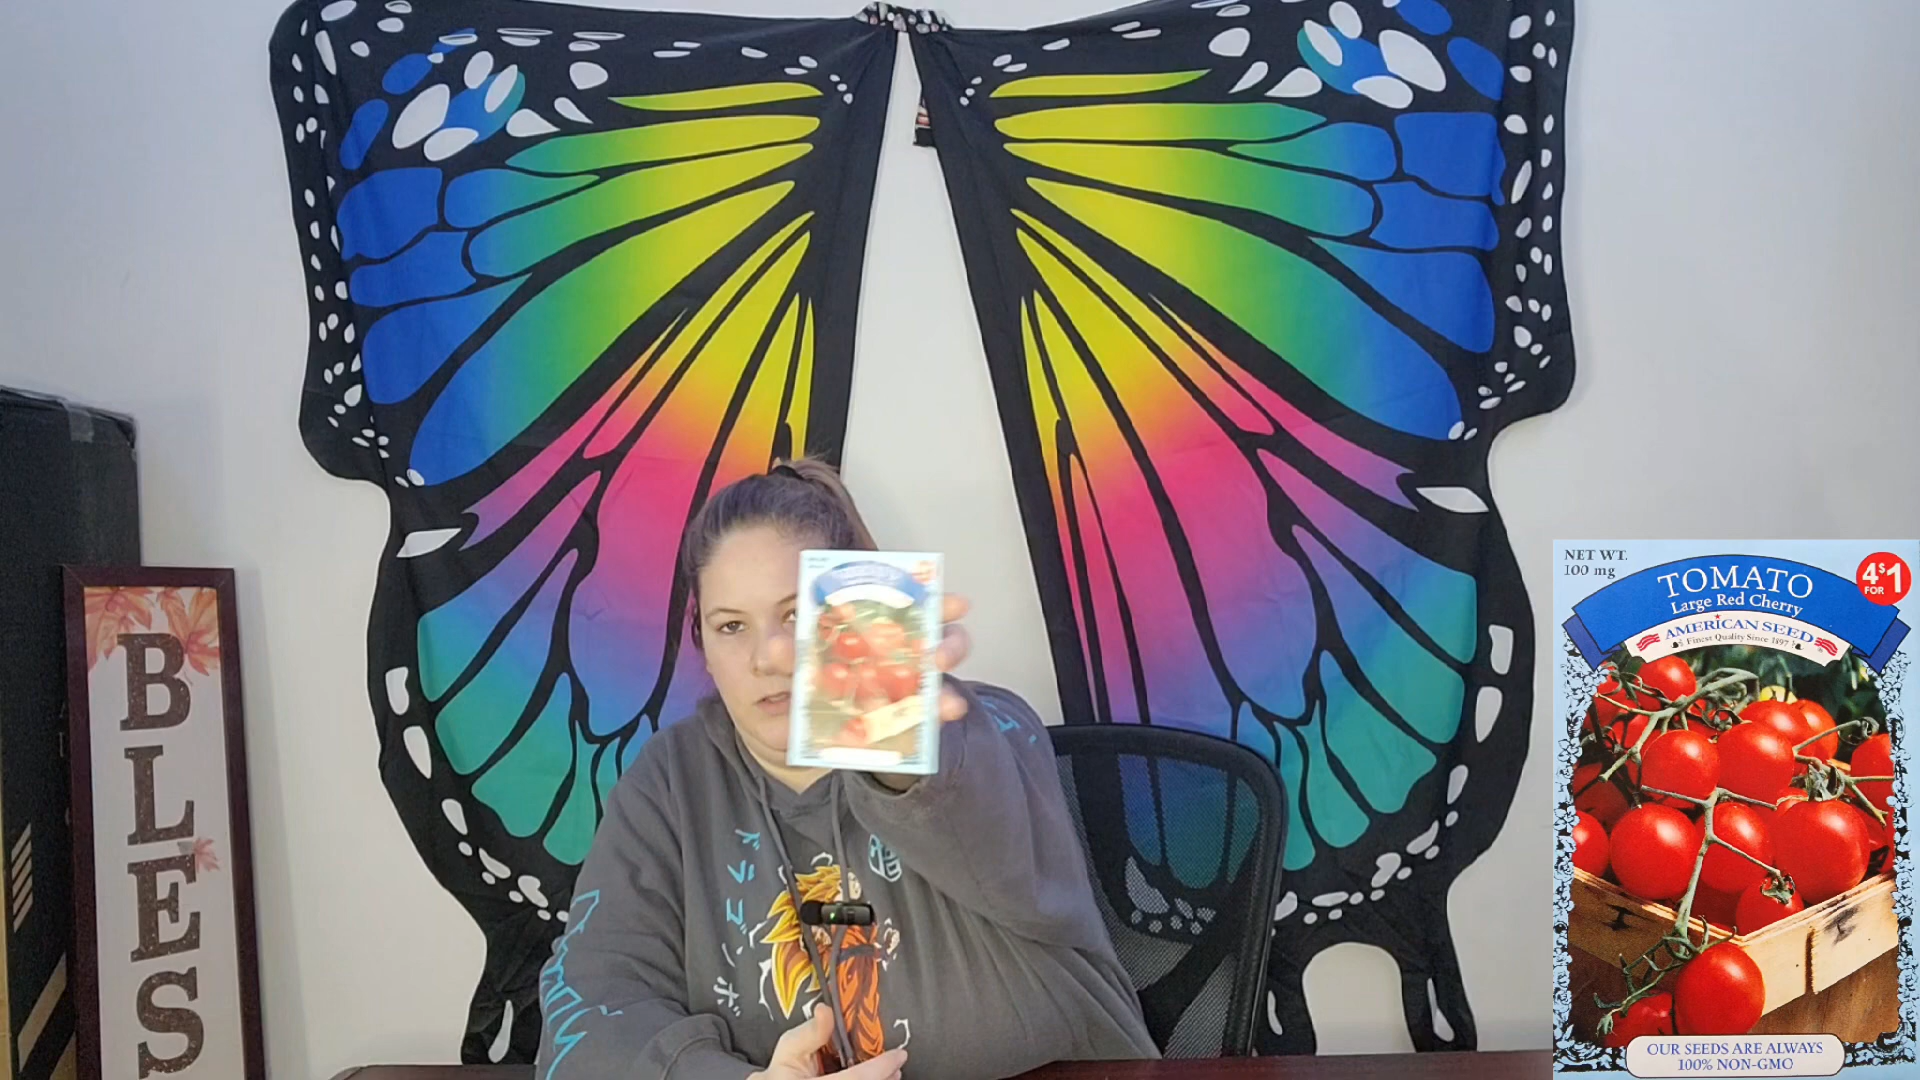 BLES
NET WT.
100 mg
TOMATO
Large Red Cherry
4 FOR $1
AMERICAN SEED
Finest Quality Since 1897
OUR SEEDS ARE ALWAYS
100% NON-GMO